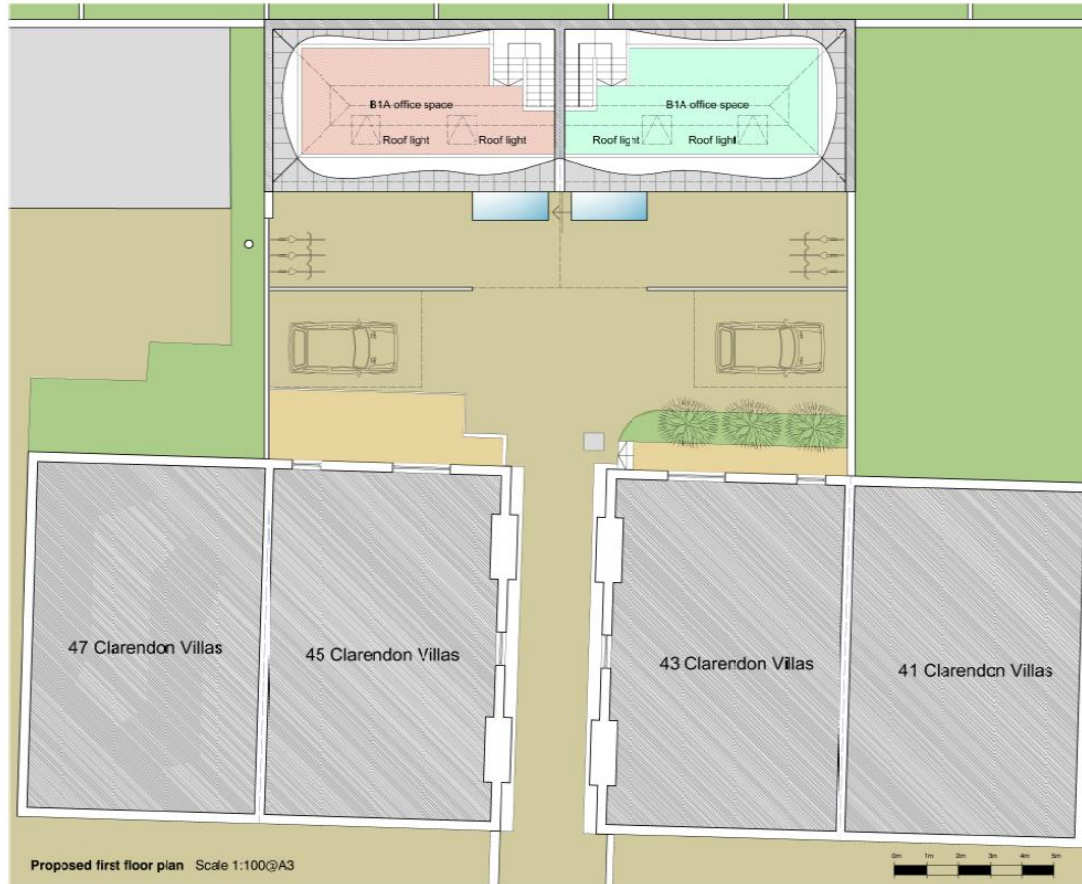 B1A office space
B1A office space
Roof light
Roof light
Roof light
Roof light
47 Clarendon Villas
45 Clarendon Villas
43 Clarendon Villas
41 Clarendon Villas
Proposed first floor plan Scale 1:100@A3
0m 1m 2m 3m 4m 5m